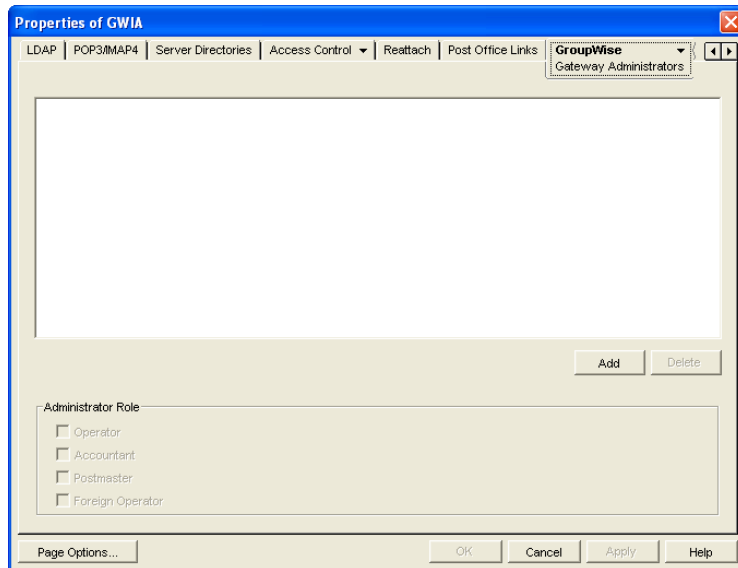 Properties of GWIA
LDAP POP3/IMAP4 Server Directories Access Control Reattach Post Office Links GroupWise
Gateway Administrators
Add Delete
Administrator Role
Operator
Accountant
Postmaster
Foreign Operator
Page Options... OK Cancel Apply Help